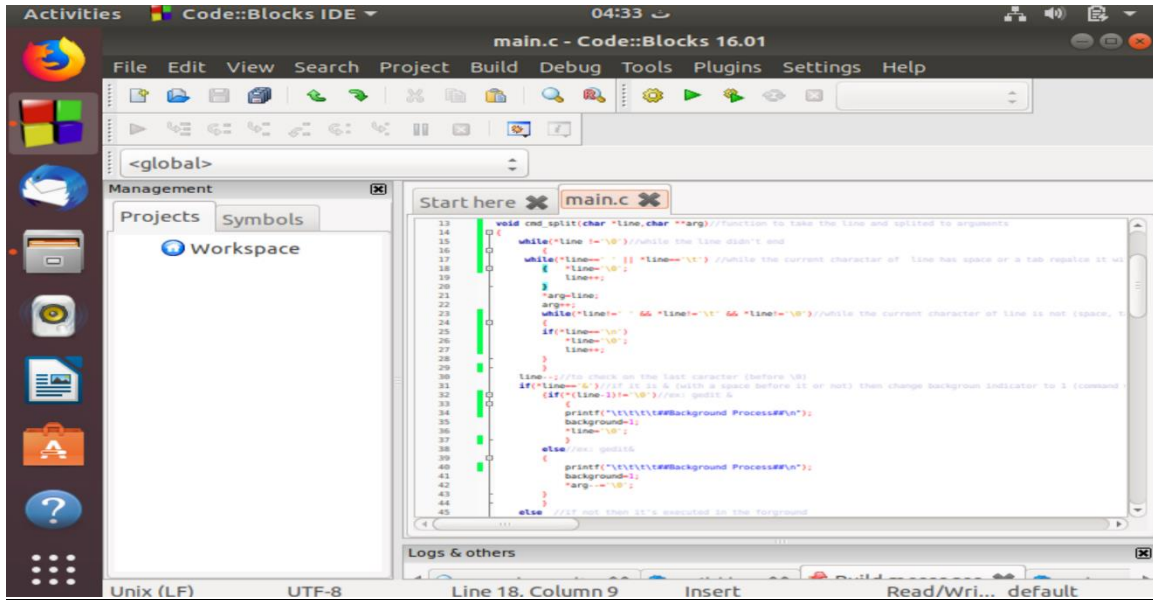 Activities Code::Blocks IDE 04:33 ث
main.c - Code::Blocks 16.01
File Edit View Search Project Build Debug Tools Plugins Settings Help
<global>
Management
Projects Symbols
Workspace
Start here main.c
13 void cmd_split(char *line,char **arg)//function to take the line and splited to arguments
14 {
15 while(*line !='\0')//while the line didn't end
16 {
17 while(*line==' ' || *line=='\t') //while the current character of line has space or a tab repalce it wi
18 { *line='\0';
19 line++;
20 }
21 *arg=line;
22 arg++;
23 while(*line!=' ' && *line!='\t' && *line!='\0')//while the current character of line is not (space, t
24 {
25 if(*line=='\n')
26 *line='\0';
27 line++;
28 }
29 }
30 line--;//to check on the last caractar (before \0)
31 if(*line=='&')//if it is & (with a space before it or not) then change backgroun indicator to 1 (command
32 {if(*(line-1)!='\0')//ex: gedit &
33 {
34 printf("\t\t\t\t##Background Process##\n");
35 background=1;
36 *line='\0';
37 }
38 else//ex: gedit&
39 {
40 printf("\t\t\t\t##Background Process##\n");
41 background=1;
42 *arg--='\0';
43 }
44 }
45 else //if not then it's executed in the forground
Logs & others
Unix (LF) UTF-8 Line 18, Column 9 Insert Read/Wri... default